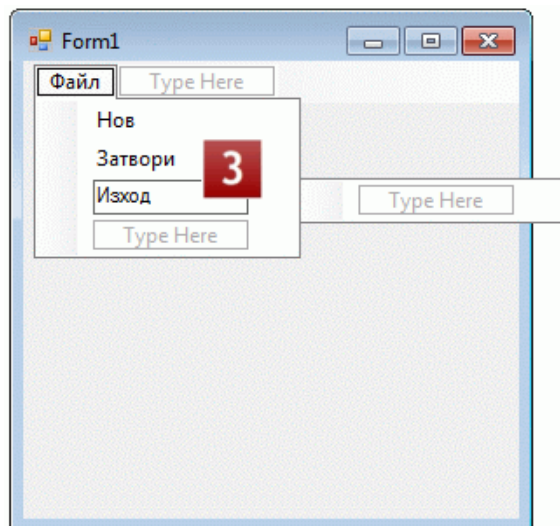 Form1
Файл Type Here
Нов
Затвори
3
Изход
Type Here
Type Here